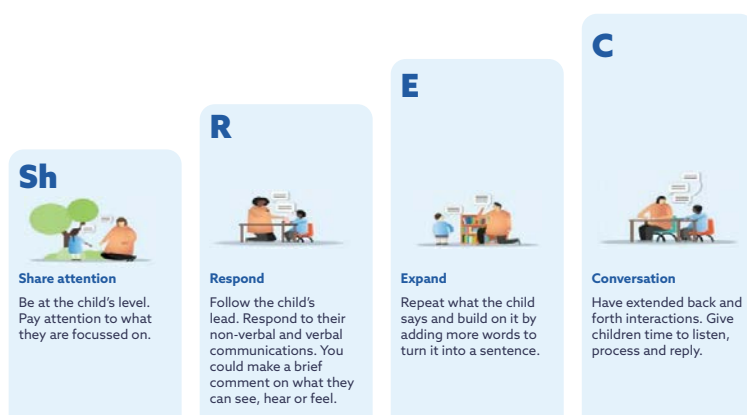 Sh
Share attention
Be at the child's level.
Pay attention to what
they are focussed on.
R
Respond
Follow the child's
lead. Respond to their
non-verbal and verbal
communications. You
could make a brief
comment on what they
can see, hear or feel.
E
Expand
Repeat what the child
says and build on it by
adding more words to
turn it into a sentence.
C
Conversation
Have extended back and
forth interactions. Give
children time to listen,
process and reply.